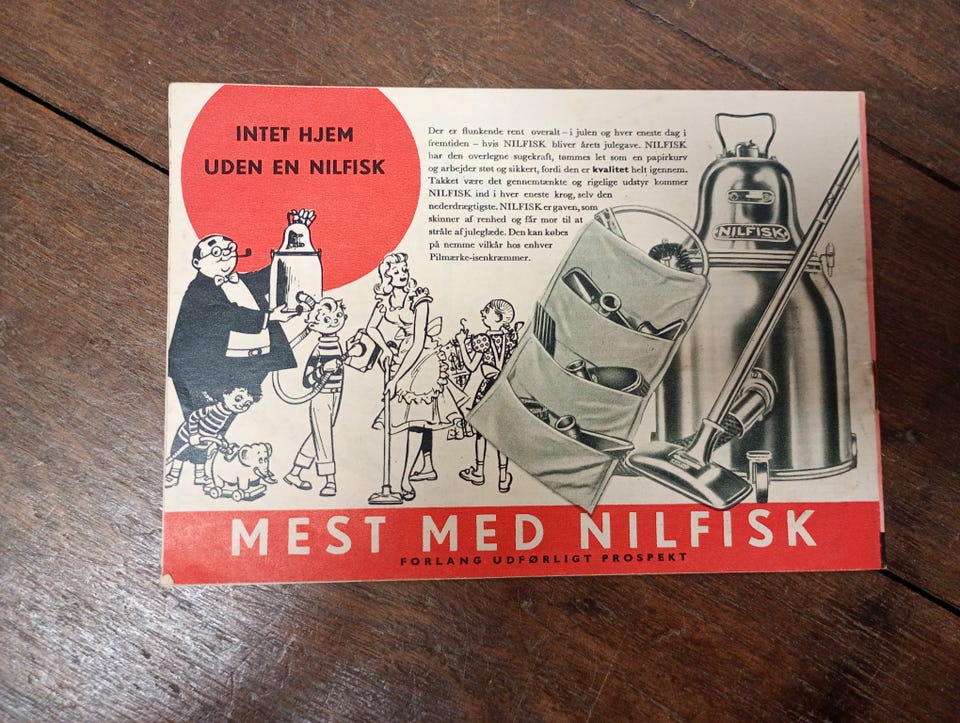 INTET HJEM
UDEN EN NILFISK
Der er flunkende rent overalt – i julen og hver eneste dag i
fremtiden – hvis NILFISK bliver årets julegave. NILFISK
har den overlegne sugekraft, tømmes let som en papirkurv
og arbejder støt og sikkert, fordi den er kvalitet helt igennem.
Takket være det gennemtænkte og rigelige udstyr kommer
NILFISK ind i hver eneste krog, selv den
nederdrægtigste. NILFISK er gaven, som
skinner af renhed og får mor til at
stråle af juleglæde. Den kan købes
på nemme vilkår hos enhver
Pilmærke-isenkræmmer.
NILFISK
MEST MED NILFISK
FORLANG UDFØRLIGT PROSPEKT